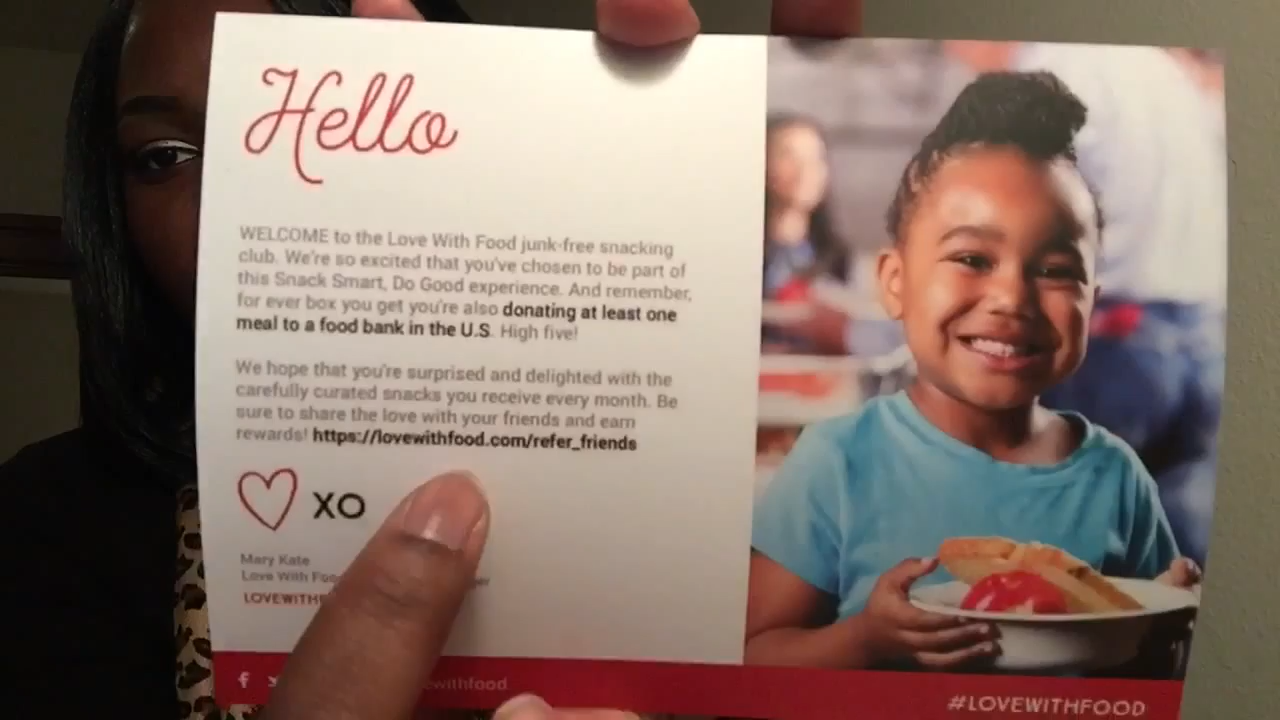 Hello
WELCOME to the Love With Food junk-free snacking
club. We're so excited that you've chosen to be part of
this Snack Smart, Do Good experience. And remember,
for ever box you get you're also donating at least one
meal to a food bank in the U.S. High five!
We hope that you're surprised and delighted with the
carefully curated snacks you receive every month. Be
sure to share the love with your friends and earn
rewards! https://lovewithfood.com/refer_friends
XO
Mary Kate
Love With
#LOVEWITHFOOD